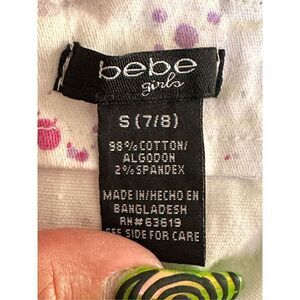 bebe
girls
S (7/8)
98% COTTON/
ALGODON
2% SPANDEX
MADE IN/HECHO EN
BANGLADESH
RN# 63619
SEE SIDE FOR CARE